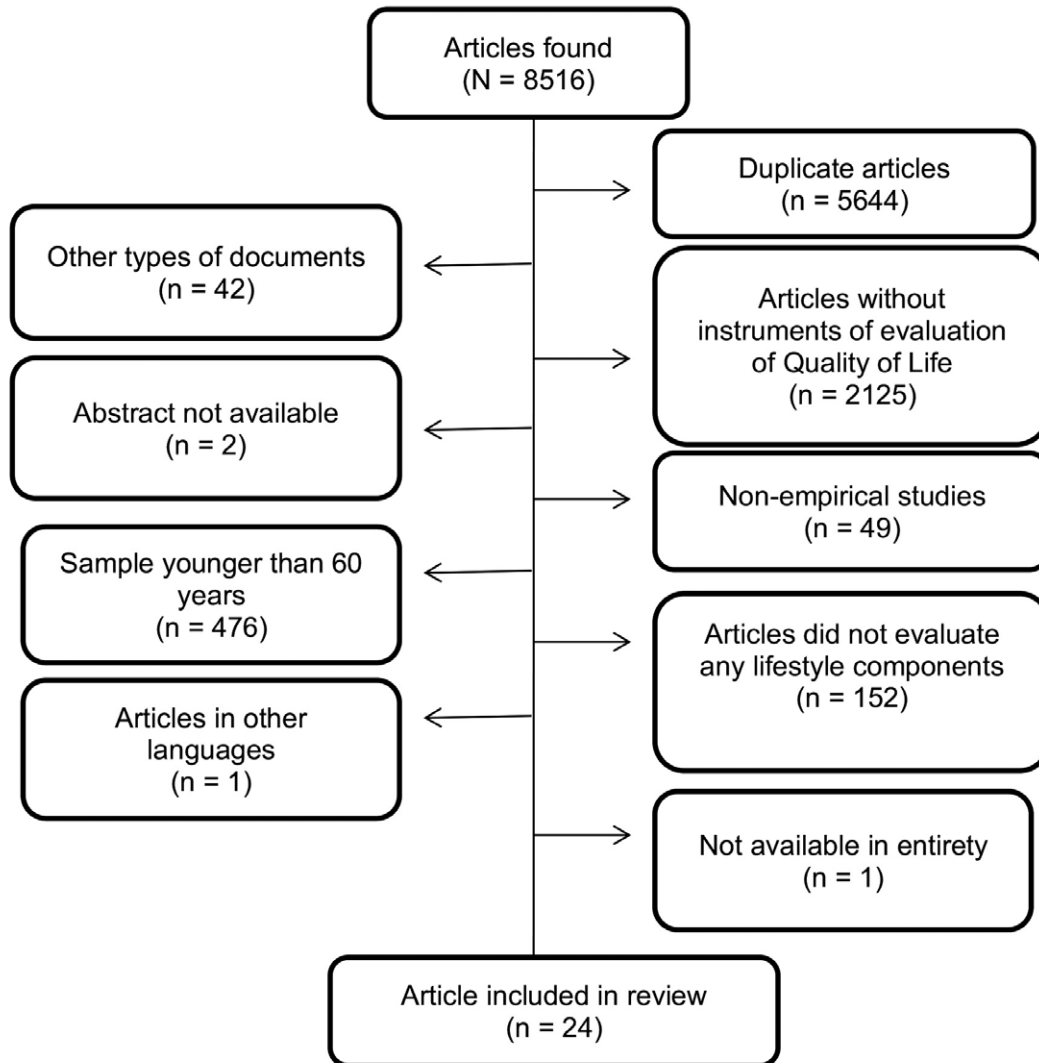 Articles found
(N = 8516)
Duplicate articles
(n = 5644)
Other types of documents
(n = 42)
Articles without
instruments of evaluation
of Quality of Life
(n = 2125)
Abstract not available
(n = 2)
Non-empirical studies
(n = 49)
Sample younger than 60
years
(n = 476)
Articles did not evaluate
any lifestyle components
(n = 152)
Articles in other
languages
(n = 1)
Not available in entirety
(n = 1)
Article included in review
(n = 24)